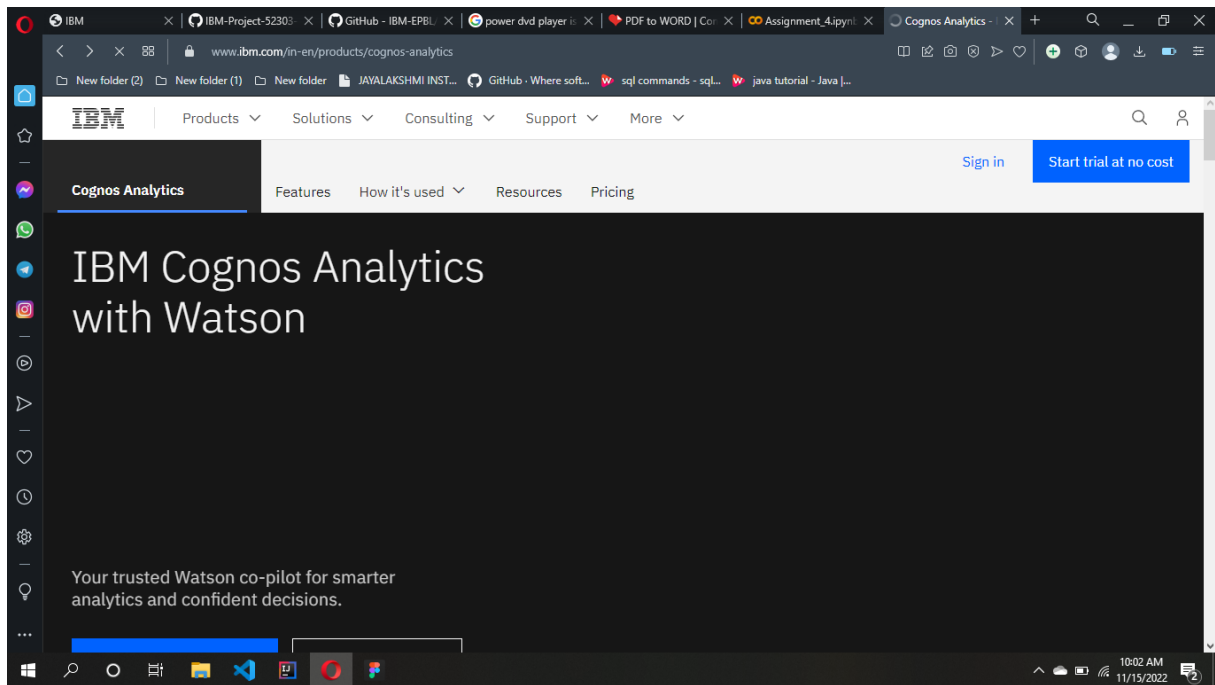 IBM
IBM-Project-52303-
GitHub - IBM-EPBL/
power dvd player is
PDF to WORD | Con
Assignment_4.ipynb
Cognos Analytics - I
www.ibm.com/in-en/products/cognos-analytics
New folder (2)
New folder (1)
New folder
JAYALAKSHMI INST...
GitHub · Where soft...
sql commands - sql...
java tutorial - Java |...
IBM
Products
Solutions
Consulting
Support
More
Sign in
Start trial at no cost
Cognos Analytics
Features
How it's used
Resources
Pricing
IBM Cognos Analytics
with Watson
Your trusted Watson co-pilot for smarter
analytics and confident decisions.
10:02 AM
11/15/2022
2